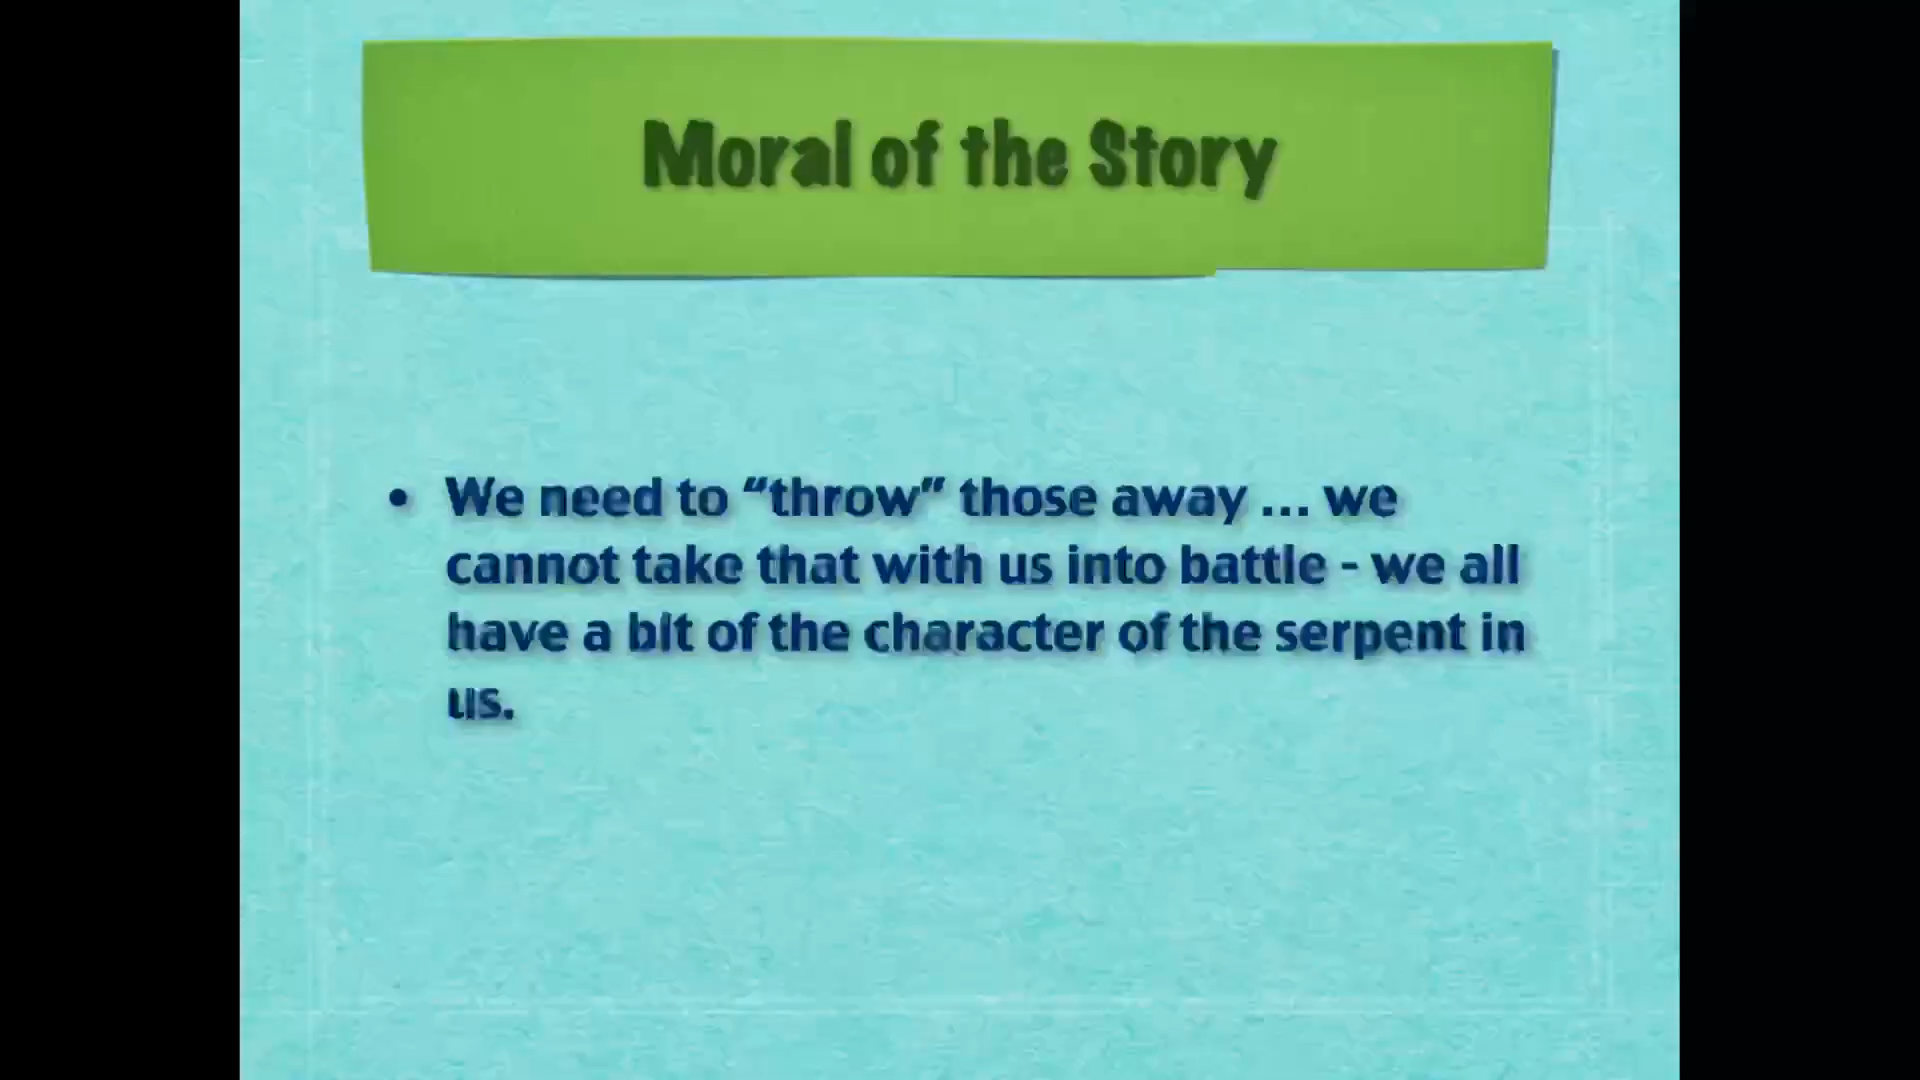 Moral of the Story
• We need to “throw” those away ... we
cannot take that with us into battle - we all
have a bit of the character of the serpent in
us.